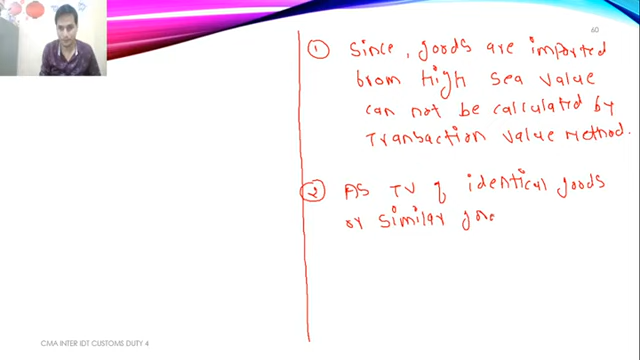 60
① Since, goods are imported
from High sea value
can not be calculated by
Transaction value method.
② As TV of identical goods
or similar goo
CMA INTER IDT CUSTOMS DUTY 4